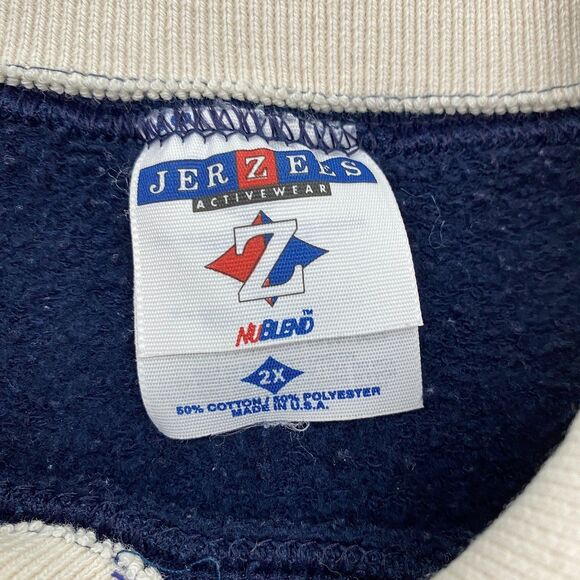 JERZEES
ACTIVEWEAR
Z
NUBLEND™
2X
50% COTTON / 50% POLYESTER
MADE IN U.S.A.